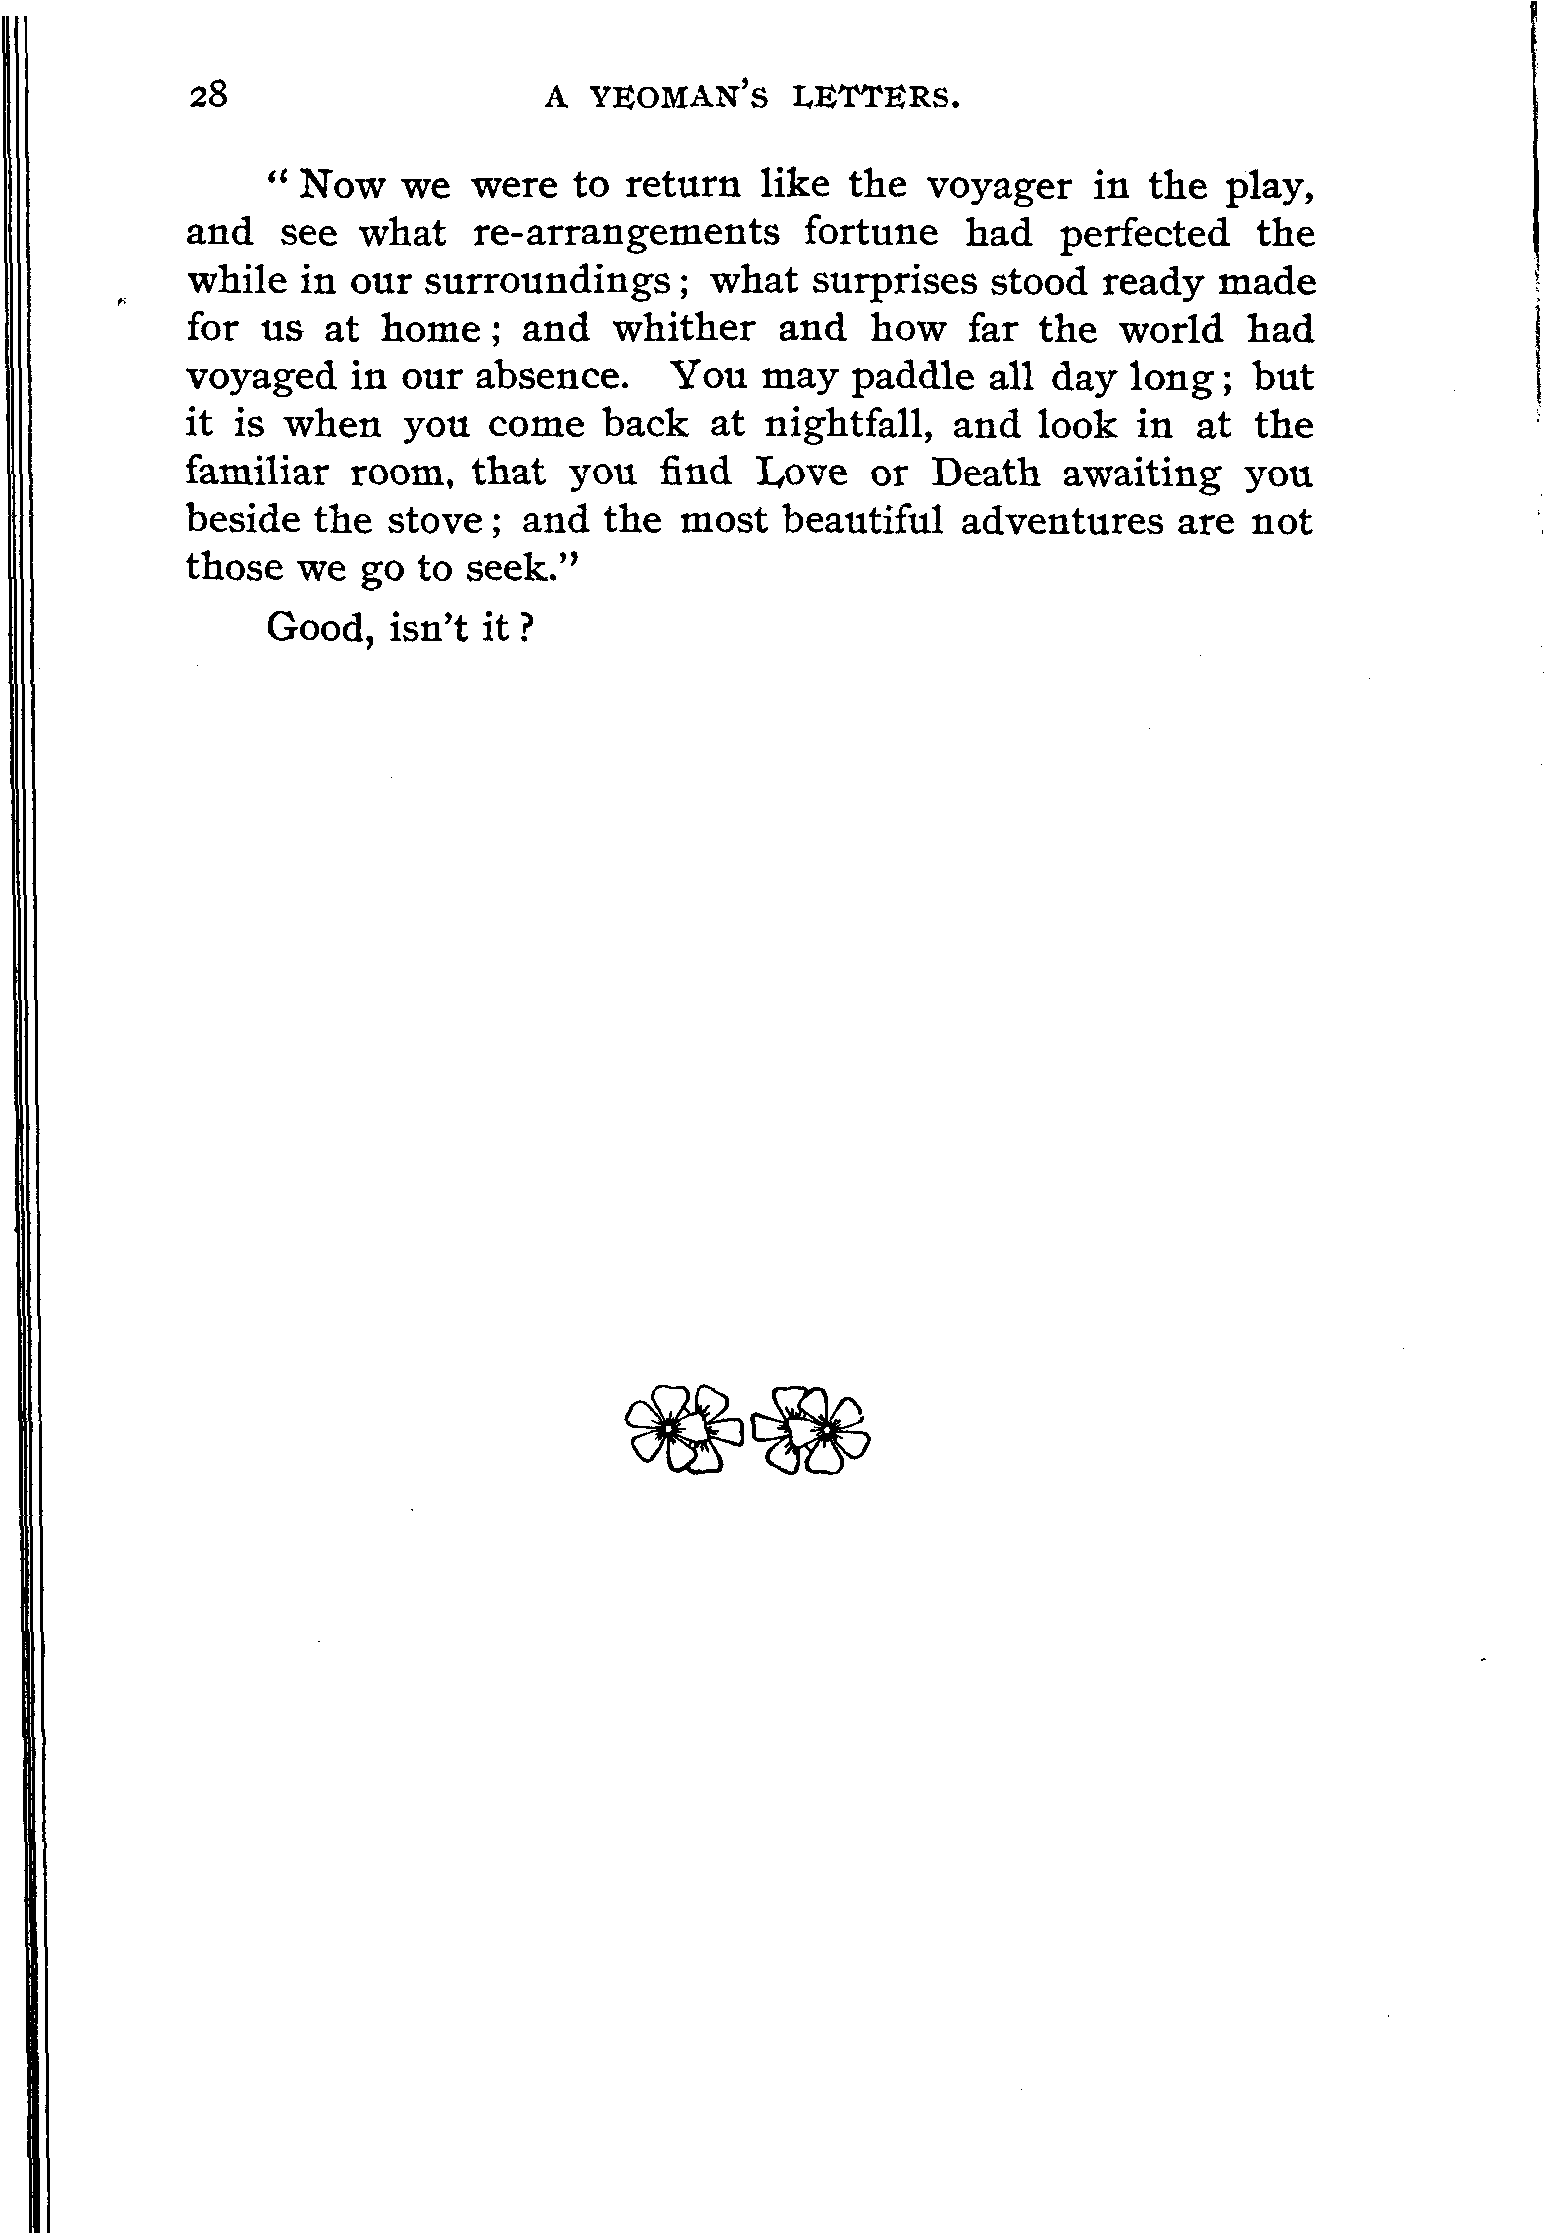 28 A YEOMAN'S LETTERS.
“ Now we were to return like the voyager in the play,
and see what re-arrangements fortune had perfected the
while in our surroundings ; what surprises stood ready made
for us at home ; and whither and how far the world had
voyaged in our absence. You may paddle all day long ; but
it is when you come back at nightfall, and look in at the
familiar room, that you find Love or Death awaiting you
beside the stove ; and the most beautiful adventures are not
those we go to seek.”
Good, isn't it ?